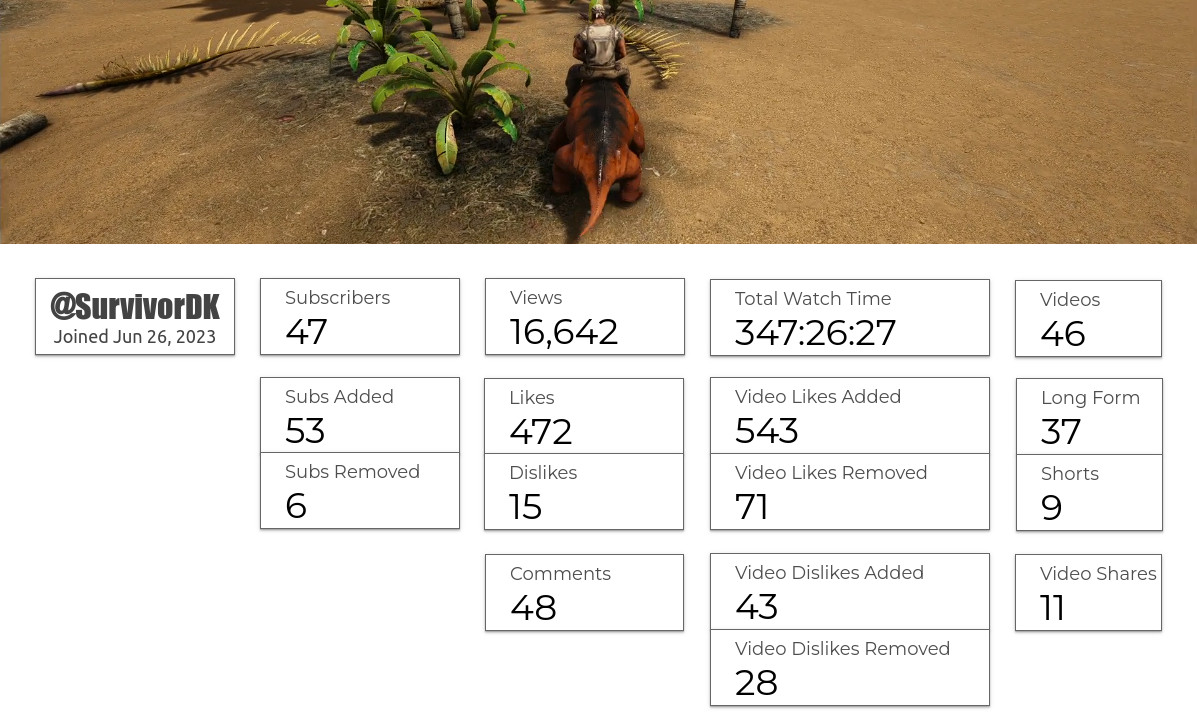 @SurvivorDK
Joined Jun 26, 2023
Subscribers
47
Views
16,642
Total Watch Time
347:26:27
Videos
46
Subs Added
53
Subs Removed
6
Likes
472
Dislikes
15
Video Likes Added
543
Video Likes Removed
71
Long Form
37
Shorts
9
Comments
48
Video Dislikes Added
43
Video Dislikes Removed
28
Video Shares
11